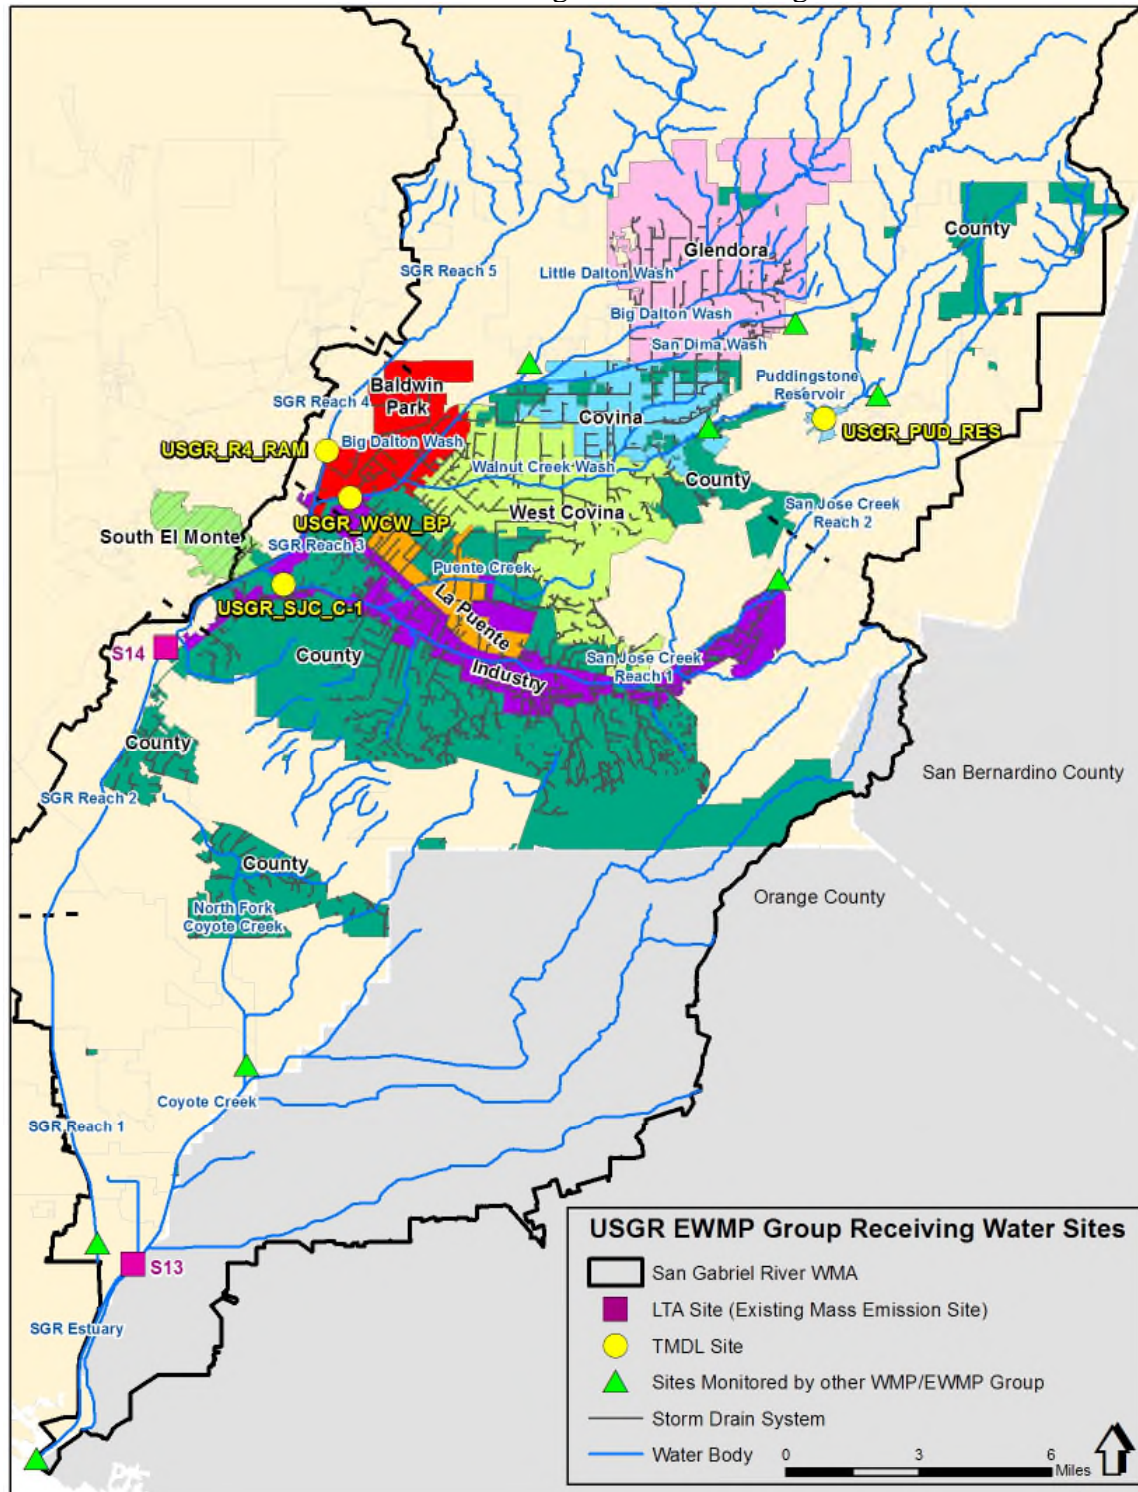 County
Glendora
SGR Reach 5
Little Dalton Wash
Big Dalton Wash
San Dima Wash
Baldwin
Park
Puddingstone
Reservoir
SGR Reach 4
Covina
USGR_PUD_RES
Big Dalton Wash
USGR_R4_RAM
Walnut Creek Wash
County
San Jose Creek
Reach 2
West Covina
USGR_WCW_BP
South El Monte
SGR Reach 3
Puente Creek
USGR_SJC_C-1
La Puente
S14
County
San Jose Creek
Reach 1
Industry
County
San Bernardino County
SGR Reach 2
County
Orange County
North Fork
Coyote Creek
Coyote Creek
SGR Reach 1
S13
SGR Estuary
USGR EWMP Group Receiving Water Sites
San Gabriel River WMA
LTA Site (Existing Mass Emission Site)
TMDL Site
Sites Monitored by other WMP/EWMP Group
Storm Drain System
Water Body
0 3 6
Miles